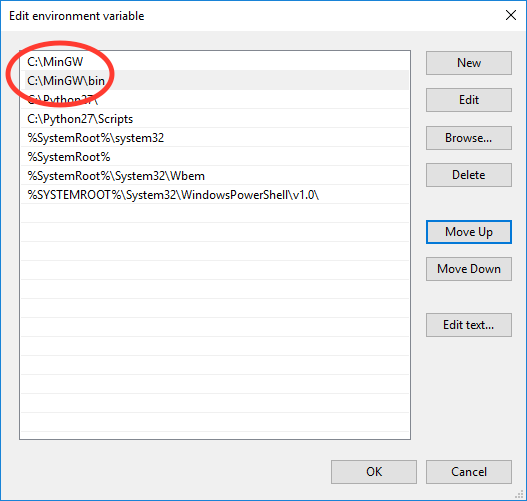 Edit environment variable
C:\MinGW
C:\MinGW\bin
C:\Python27\
C:\Python27\Scripts
%SystemRoot%\system32
%SystemRoot%
%SystemRoot%\System32\Wbem
%SYSTEMROOT%\System32\WindowsPowerShell\v1.0\
New
Edit
Browse...
Delete
Move Up
Move Down
Edit text...
OK
Cancel